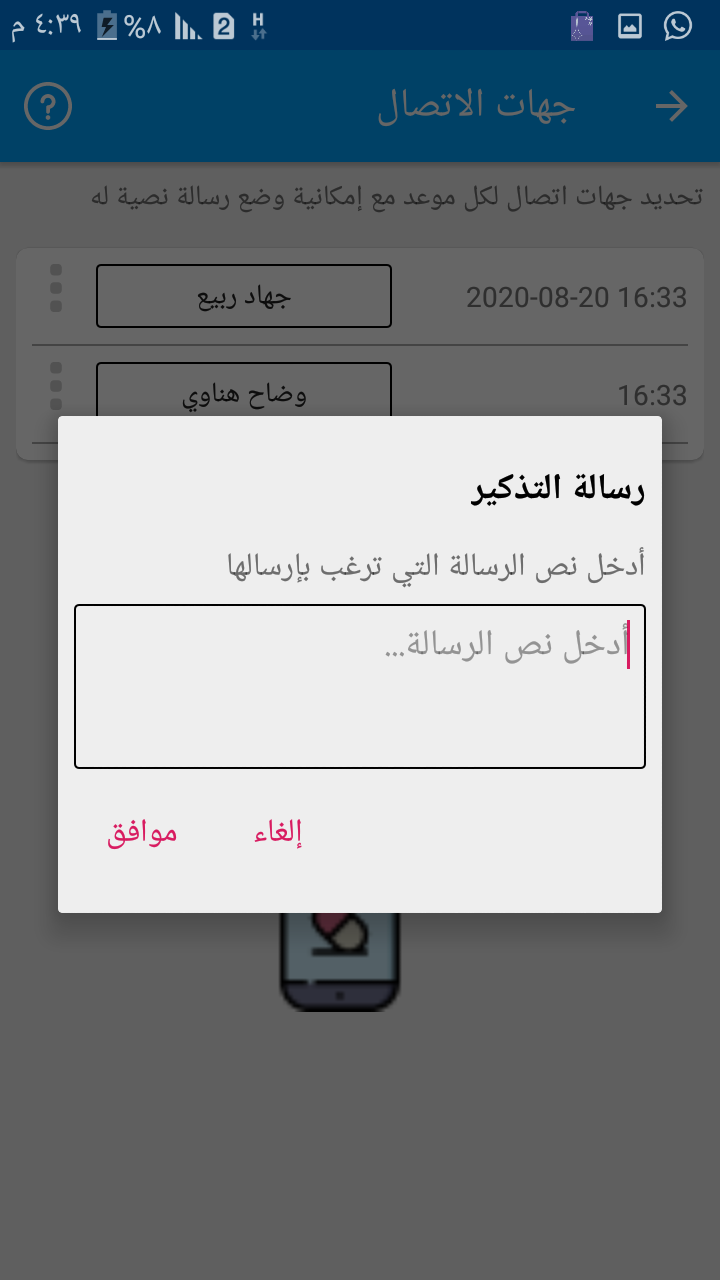 ٤:٣٩ م
%٨
2
H
جهات الاتصال
?
تحديد جهات اتصال لكل موعد مع إمكانية وضع رسالة نصية له
2020-08-20 16:33
جهاد ربيع
16:33
وضاح هناوي
رسالة التذكير
أدخل نص الرسالة التي ترغب بإرسالها
أدخل نص الرسالة...
إلغاء
موافق